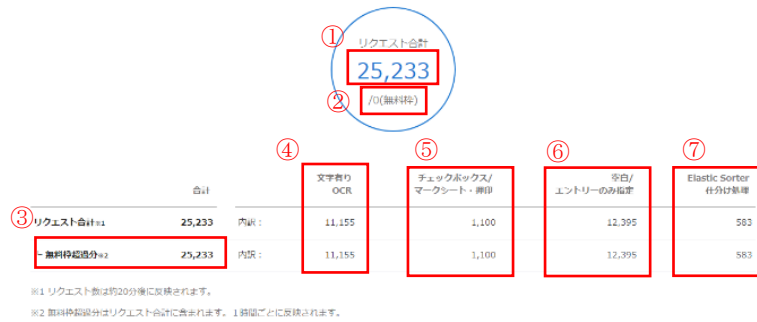 ①
リクエスト合計
25,233
②
/0(無料枠)
④ ⑤ ⑥ ⑦
合計 文字有り OCR チェックボックス/ マークシート・押印 空白/ エントリーのみ指定 Elastic Sorter 仕分け処理
③
リクエスト合計※1 25,233 内訳： 11,155 1,100 12,395 583
- 無料枠超過分※2 25,233 内訳： 11,155 1,100 12,395 583
※1 リクエスト数は約20分後に反映されます。
※2 無料枠超過分はリクエスト合計に含まれます。1時間ごとに反映されます。